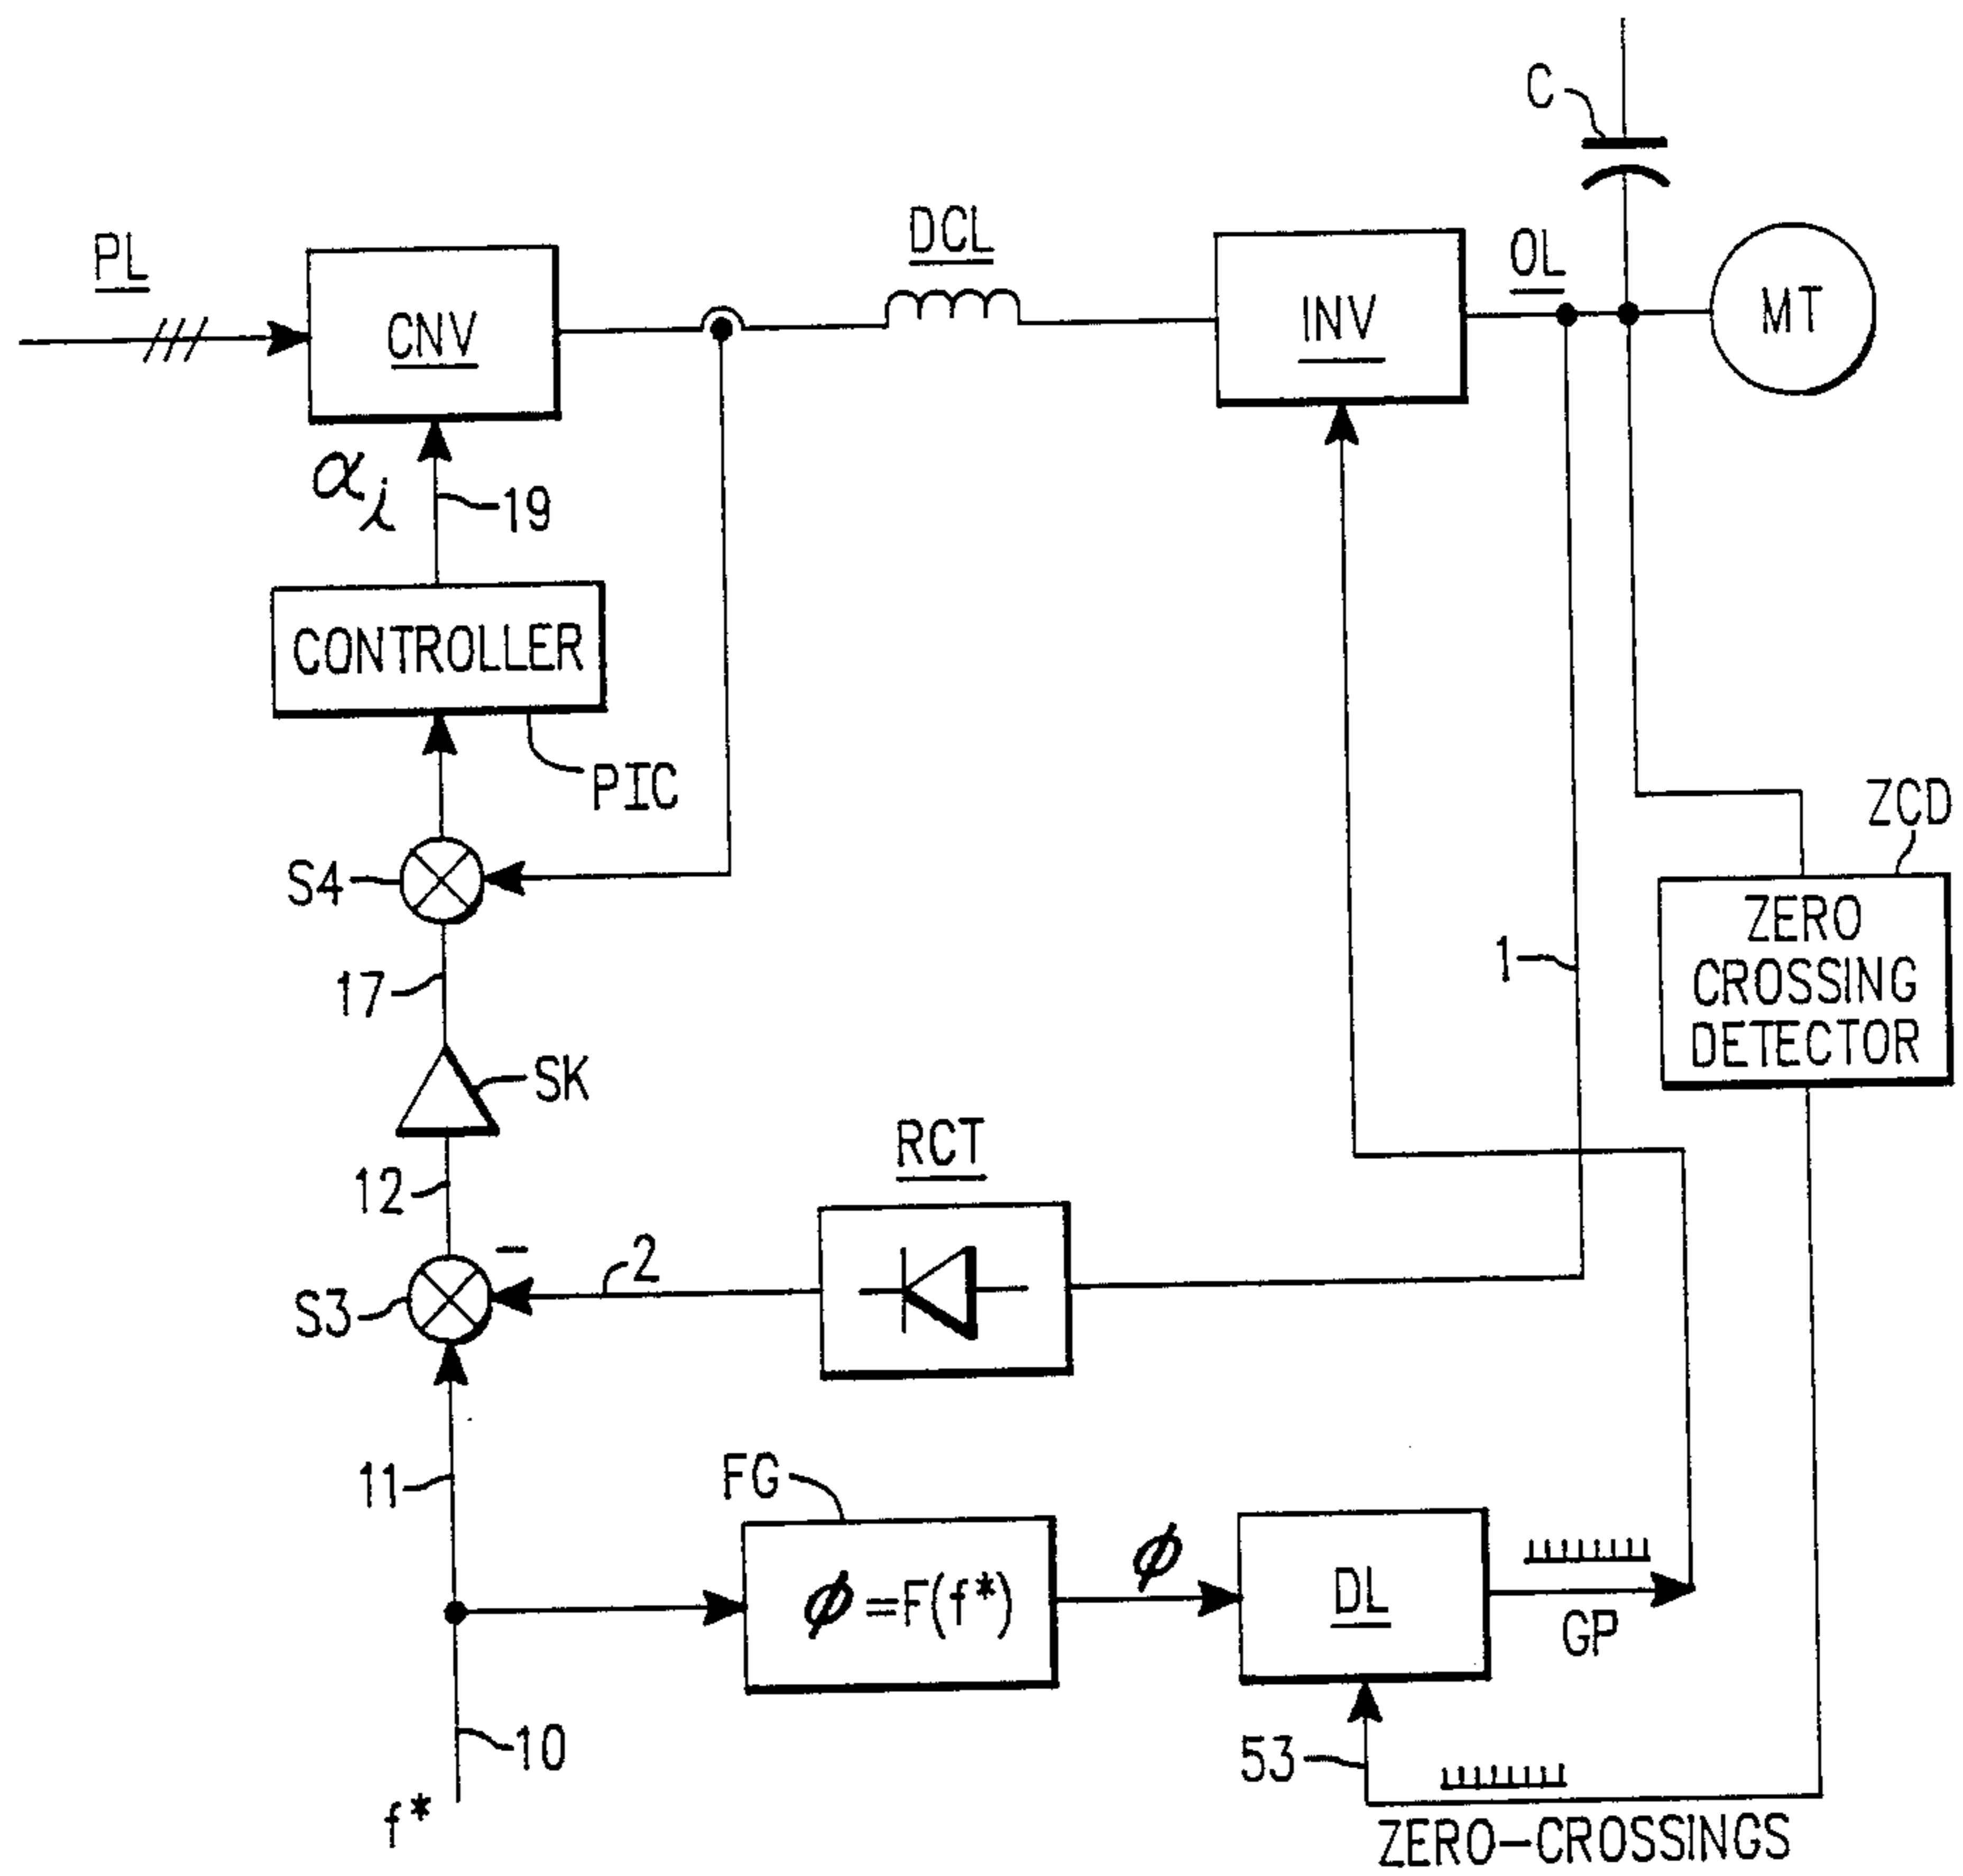 C
PL
DCL
OL
CNV
INV
MT
αi
19
CONTROLLER
PIC
ZCD
S4
ZERO
CROSSING
DETECTOR
1
17
SK
RCT
12
-
2
S3
11
FG
ϕ
ϕ=F(f*)
DL
GP
10
53
f*
ZERO-CROSSINGS